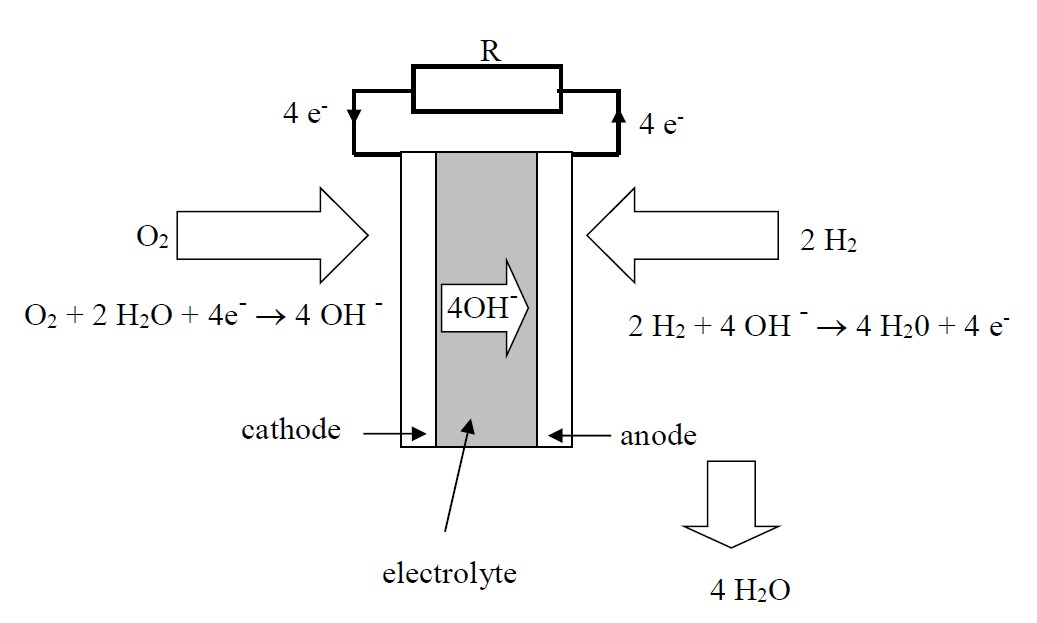 R
4 e⁻
4 e⁻
O₂
2 H₂
O₂ + 2 H₂O + 4e⁻ → 4 OH ⁻
4OH⁻
2 H₂ + 4 OH ⁻ → 4 H₂0 + 4 e⁻
cathode
anode
electrolyte
4 H₂O